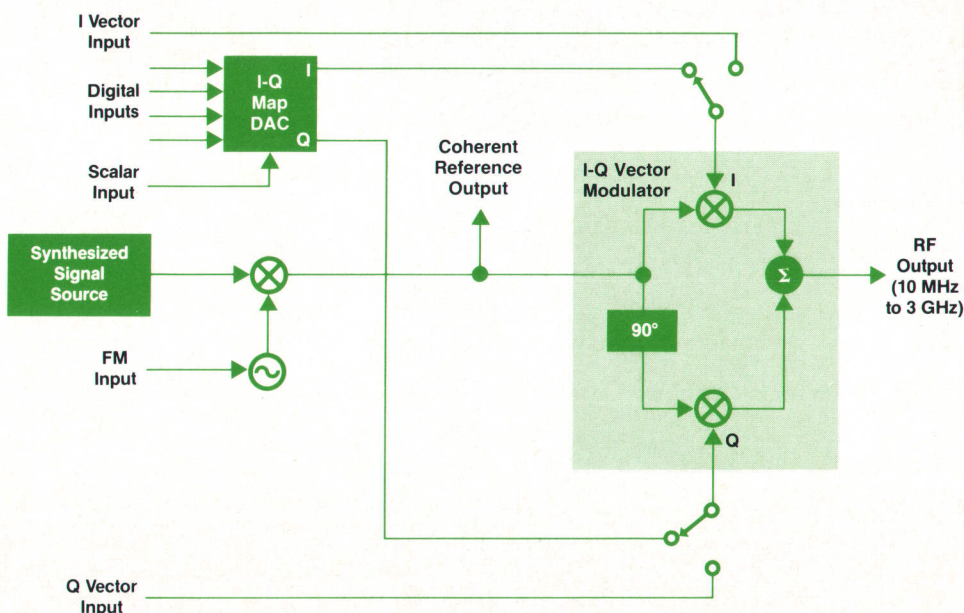 I Vector
Input
Digital
Inputs
Scalar
Input
I-Q
Map
DAC
I
Q
Coherent
Reference
Output
I-Q Vector
Modulator
I
Synthesized
Signal
Source
Σ
RF
Output
(10 MHz
to 3 GHz)
90°
FM
Input
Q
Q Vector
Input